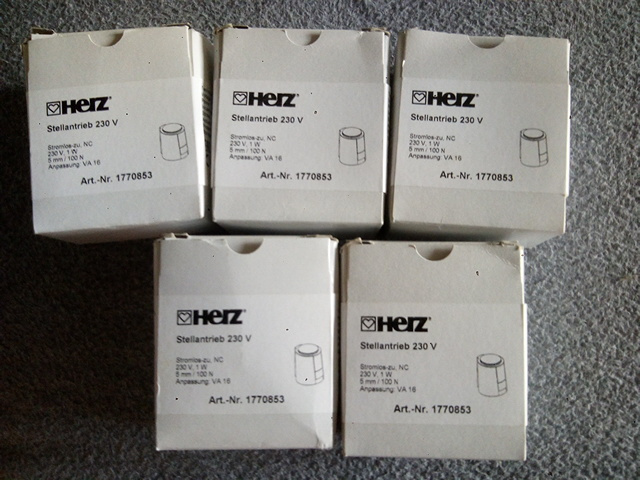 HERZ
Stellantrieb 230 V
Stromlos-zu, NC
230 V, 1 W
5 mm / 100 N
Anpassung: VA 16
Art.-Nr. 1770853
HERZ
Stellantrieb 230 V
Stromlos-zu, NC
230 V, 1 W
5 mm / 100 N
Anpassung: VA 16
Art.-Nr. 1770853
HERZ
Stellantrieb 230 V
Stromlos-zu, NC
230 V, 1 W
5 mm / 100 N
Anpassung: VA 16
Art.-Nr. 1770853
HERZ
Stellantrieb 230 V
Stromlos-zu, NC
230 V, 1 W
5 mm / 100 N
Anpassung: VA 16
Art.-Nr. 1770853
HERZ
Stellantrieb 230 V
Stromlos-zu, NC
230 V, 1 W
5 mm / 100 N
Anpassung: VA 16
Art.-Nr. 1770853